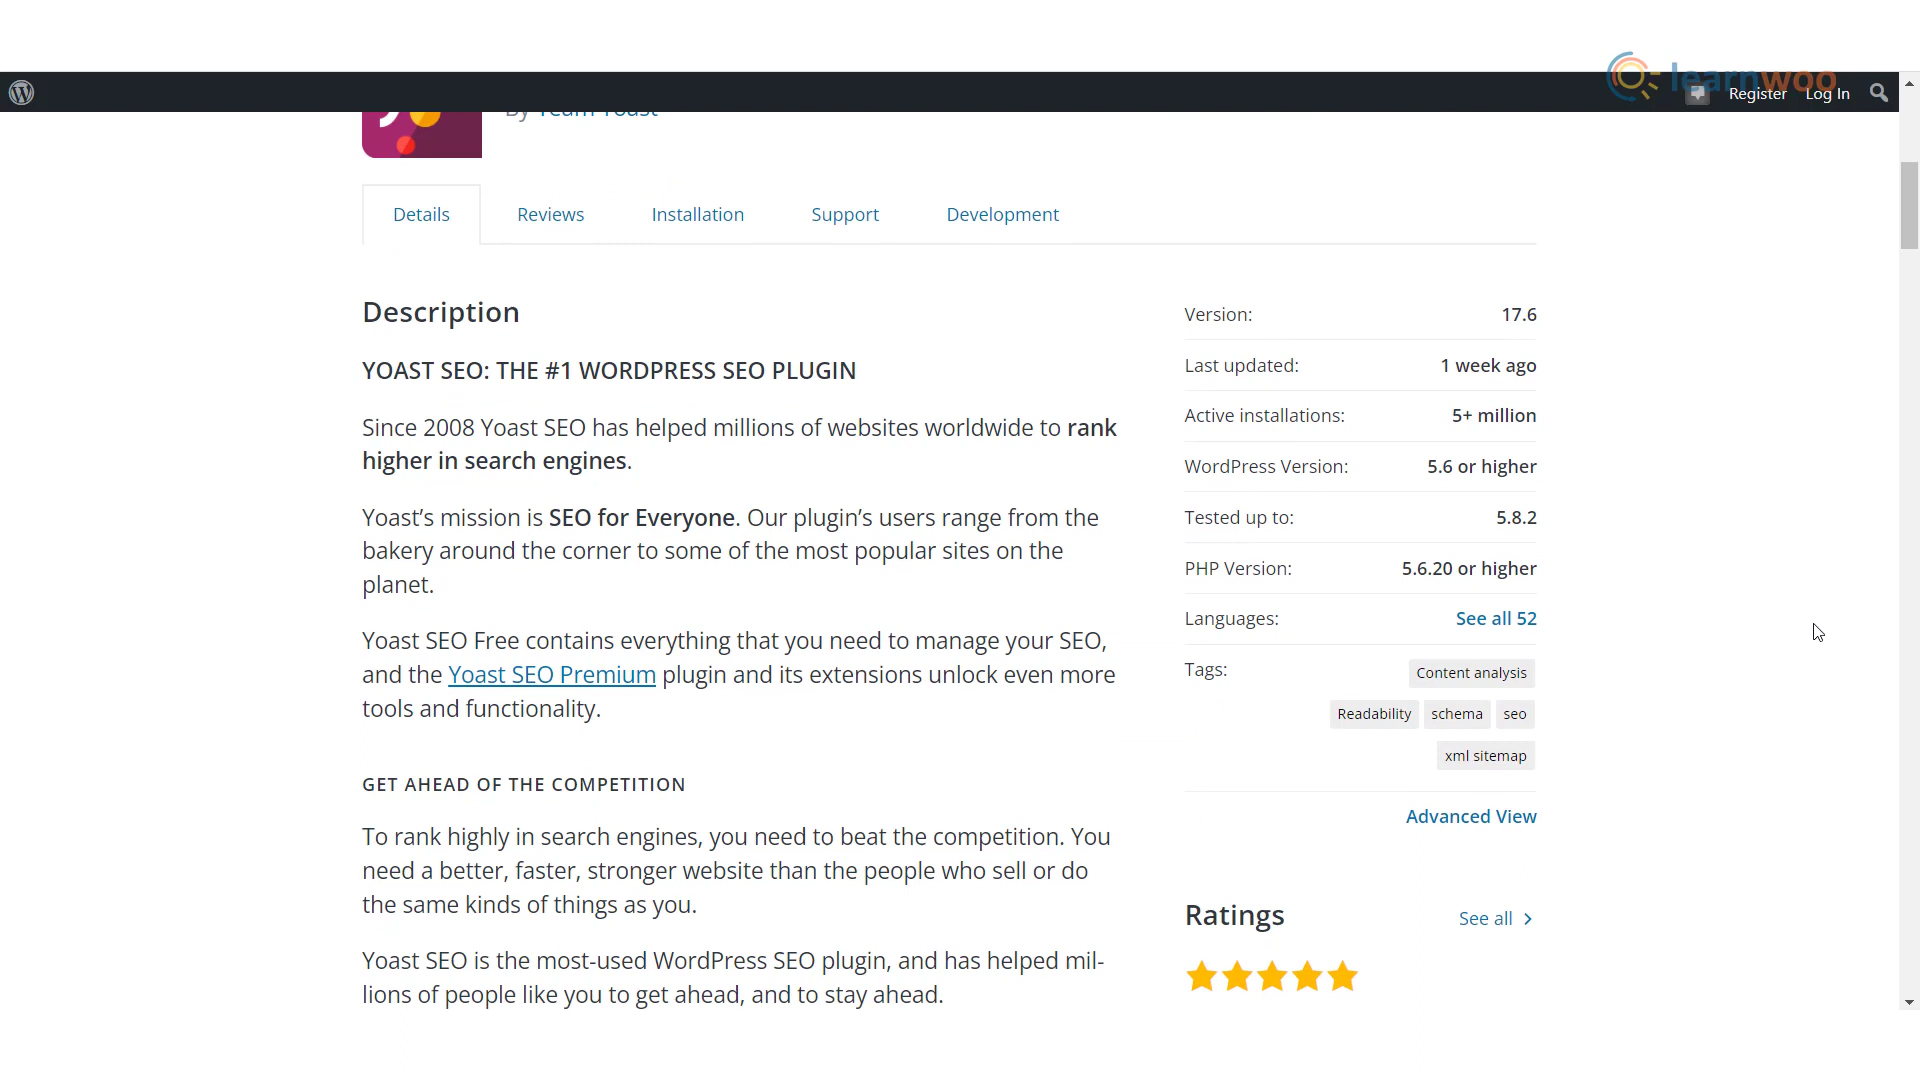 learnwoo
Register Log In
By Team Yoast
Details Reviews Installation Support Development
Description
YOAST SEO: THE #1 WORDPRESS SEO PLUGIN
Since 2008 Yoast SEO has helped millions of websites worldwide to rank
higher in search engines.
Yoast’s mission is SEO for Everyone. Our plugin’s users range from the
bakery around the corner to some of the most popular sites on the
planet.
Yoast SEO Free contains everything that you need to manage your SEO,
and the Yoast SEO Premium plugin and its extensions unlock even more
tools and functionality.
GET AHEAD OF THE COMPETITION
To rank highly in search engines, you need to beat the competition. You
need a better, faster, stronger website than the people who sell or do
the same kinds of things as you.
Yoast SEO is the most-used WordPress SEO plugin, and has helped mil-
lions of people like you to get ahead, and to stay ahead.
Version: 17.6
Last updated: 1 week ago
Active installations: 5+ million
WordPress Version: 5.6 or higher
Tested up to: 5.8.2
PHP Version: 5.6.20 or higher
Languages: See all 52
Tags: Content analysis
Readability schema seo
xml sitemap
Advanced View
Ratings See all